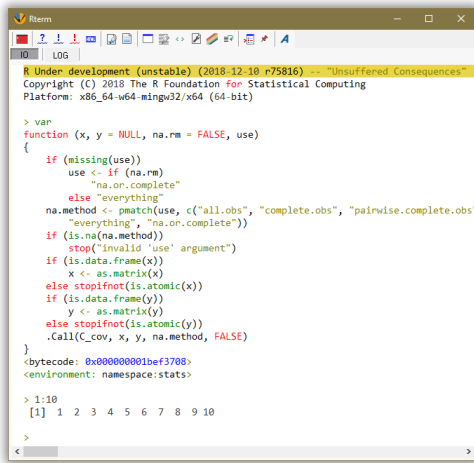 Rterm
IO LOG
R Under development (unstable) (2018-12-10 r75816) -- "Unsuffered Consequences"
Copyright (C) 2018 The R Foundation for Statistical Computing
Platform: x86_64-w64-mingw32/x64 (64-bit)
> var
function (x, y = NULL, na.rm = FALSE, use)
{
    if (missing(use))
        use <- if (na.rm)
            "na.or.complete"
        else "everything"
    na.method <- pmatch(use, c("all.obs", "complete.obs", "pairwise.complete.obs"
        "everything", "na.or.complete"))
    if (is.na(na.method))
        stop("invalid 'use' argument")
    if (is.data.frame(x))
        x <- as.matrix(x)
    else stopifnot(is.atomic(x))
    if (is.data.frame(y))
        y <- as.matrix(y)
    else stopifnot(is.atomic(y))
    .Call(C_cov, x, y, na.method, FALSE)
}
<bytecode: 0x000000001bef3708>
<environment: namespace:stats>
> 1:10
 [1]  1  2  3  4  5  6  7  8  9 10
>